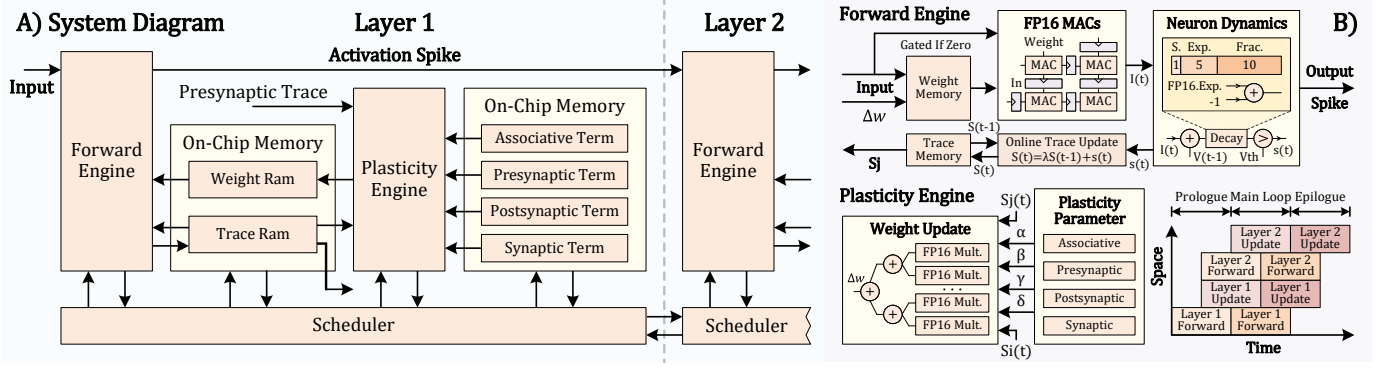 A) System Diagram
Layer 1
Layer 2
Input
Activation Spike
Presynaptic Trace
Forward
Engine
On-Chip Memory
Weight Ram
Trace Ram
Plasticity
Engine
On-Chip Memory
Associative Term
Presynaptic Term
Postsynaptic Term
Synaptic Term
Forward
Engine
Scheduler
Scheduler
B)
Forward Engine
Gated If Zero
Input
Δw
Weight
Memory
FP16 MACs
Weight
In
MAC
MAC
MAC
MAC
I(t)
Neuron Dynamics
S. Exp. Frac.
1 5 10
FP16.Exp.
-1
+
I(t)
+
V(t-1)
Decay
>
Vth
s(t)
Output
Spike
Sj
Trace
Memory
S(t-1)
S(t)
Online Trace Update
S(t)=λS(t-1)+s(t)
s(t)
Plasticity Engine
Weight Update
Δw
+
+
+
FP16 Mult.
FP16 Mult.
...
FP16 Mult.
FP16 Mult.
Sj(t)
α
β
γ
δ
Si(t)
Plasticity
Parameter
Associative
Presynaptic
Postsynaptic
Synaptic
Prologue Main Loop Epilogue
Space
Layer 2
Update
Layer 2
Update
Layer 2
Forward
Layer 2
Forward
Layer 1
Update
Layer 1
Update
Layer 1
Forward
Layer 1
Forward
Time